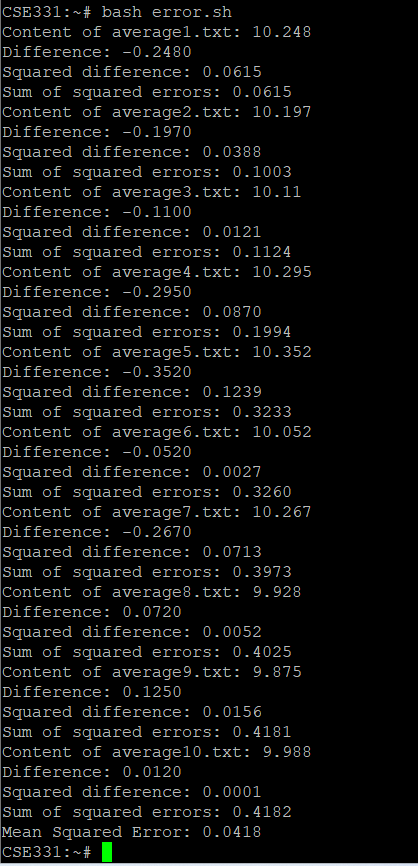 CSE331:~# bash error.sh
Content of average1.txt: 10.248
Difference: -0.2480
Squared difference: 0.0615
Sum of squared errors: 0.0615
Content of average2.txt: 10.197
Difference: -0.1970
Squared difference: 0.0388
Sum of squared errors: 0.1003
Content of average3.txt: 10.11
Difference: -0.1100
Squared difference: 0.0121
Sum of squared errors: 0.1124
Content of average4.txt: 10.295
Difference: -0.2950
Squared difference: 0.0870
Sum of squared errors: 0.1994
Content of average5.txt: 10.352
Difference: -0.3520
Squared difference: 0.1239
Sum of squared errors: 0.3233
Content of average6.txt: 10.052
Difference: -0.0520
Squared difference: 0.0027
Sum of squared errors: 0.3260
Content of average7.txt: 10.267
Difference: -0.2670
Squared difference: 0.0713
Sum of squared errors: 0.3973
Content of average8.txt: 9.928
Difference: 0.0720
Squared difference: 0.0052
Sum of squared errors: 0.4025
Content of average9.txt: 9.875
Difference: 0.1250
Squared difference: 0.0156
Sum of squared errors: 0.4181
Content of average10.txt: 9.988
Difference: 0.0120
Squared difference: 0.0001
Sum of squared errors: 0.4182
Mean Squared Error: 0.0418
CSE331:~#